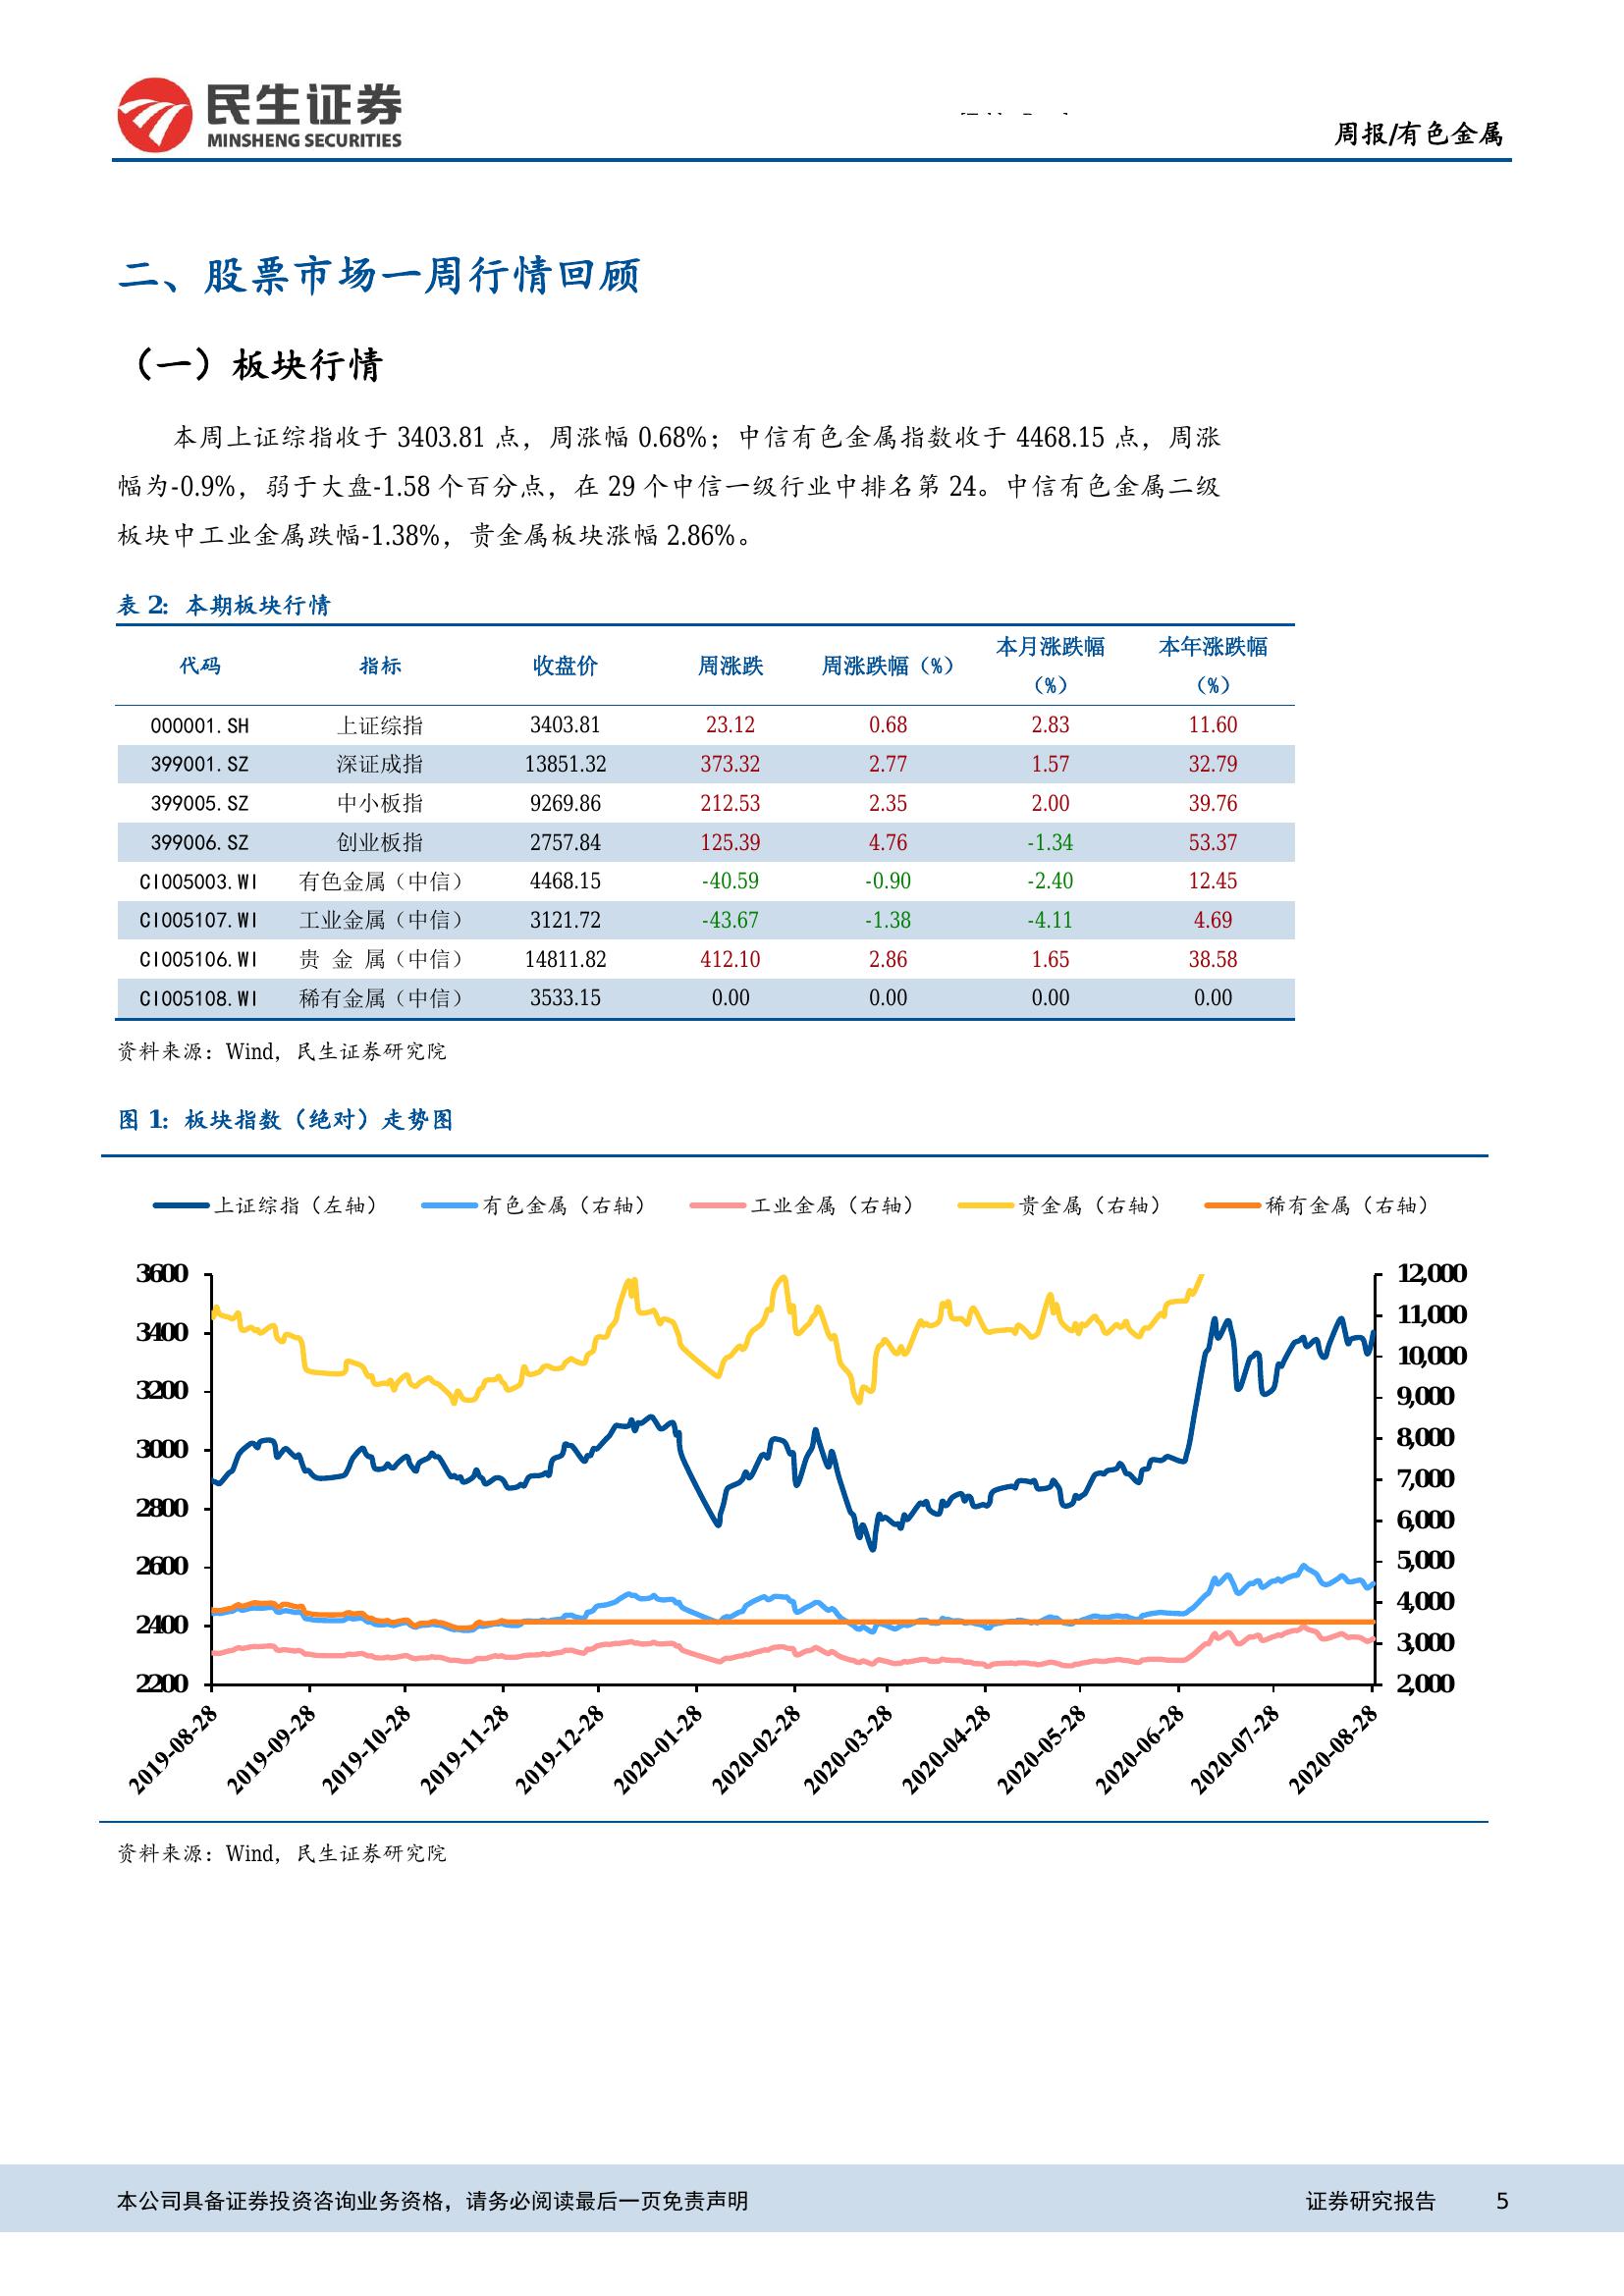 民生证券
MINSHENG SECURITIES
周报/有色金属
二、股票市场一周行情回顾
（一）板块行情
本周上证综指收于 3403.81 点，周涨幅 0.68%；中信有色金属指数收于 4468.15 点，周涨
幅为-0.9%，弱于大盘-1.58 个百分点，在 29 个中信一级行业中排名第 24。中信有色金属二级
板块中工业金属跌幅-1.38%，贵金属板块涨幅 2.86%。
表 2：本期板块行情
代码 指标 收盘价 周涨跌 周涨跌幅（%） 本月涨跌幅（%） 本年涨跌幅（%）
000001.SH 上证综指 3403.81 23.12 0.68 2.83 11.60
399001.SZ 深证成指 13851.32 373.32 2.77 1.57 32.79
399005.SZ 中小板指 9269.86 212.53 2.35 2.00 39.76
399006.SZ 创业板指 2757.84 125.39 4.76 -1.34 53.37
CI005003.WI 有色金属（中信） 4468.15 -40.59 -0.90 -2.40 12.45
CI005107.WI 工业金属（中信） 3121.72 -43.67 -1.38 -4.11 4.69
CI005106.WI 贵 金 属（中信） 14811.82 412.10 2.86 1.65 38.58
CI005108.WI 稀有金属（中信） 3533.15 0.00 0.00 0.00 0.00
资料来源：Wind，民生证券研究院
图 1：板块指数（绝对）走势图
上证综指（左轴） 有色金属（右轴） 工业金属（右轴） 贵金属（右轴） 稀有金属（右轴）
3600
3400
3200
3000
2800
2600
2400
2200
12,000
11,000
10,000
9,000
8,000
7,000
6,000
5,000
4,000
3,000
2,000
2019-08-28
2019-09-28
2019-10-28
2019-11-28
2019-12-28
2020-01-28
2020-02-28
2020-03-28
2020-04-28
2020-05-28
2020-06-28
2020-07-28
2020-08-28
资料来源：Wind，民生证券研究院
本公司具备证券投资咨询业务资格，请务必阅读最后一页免责声明 证券研究报告 5